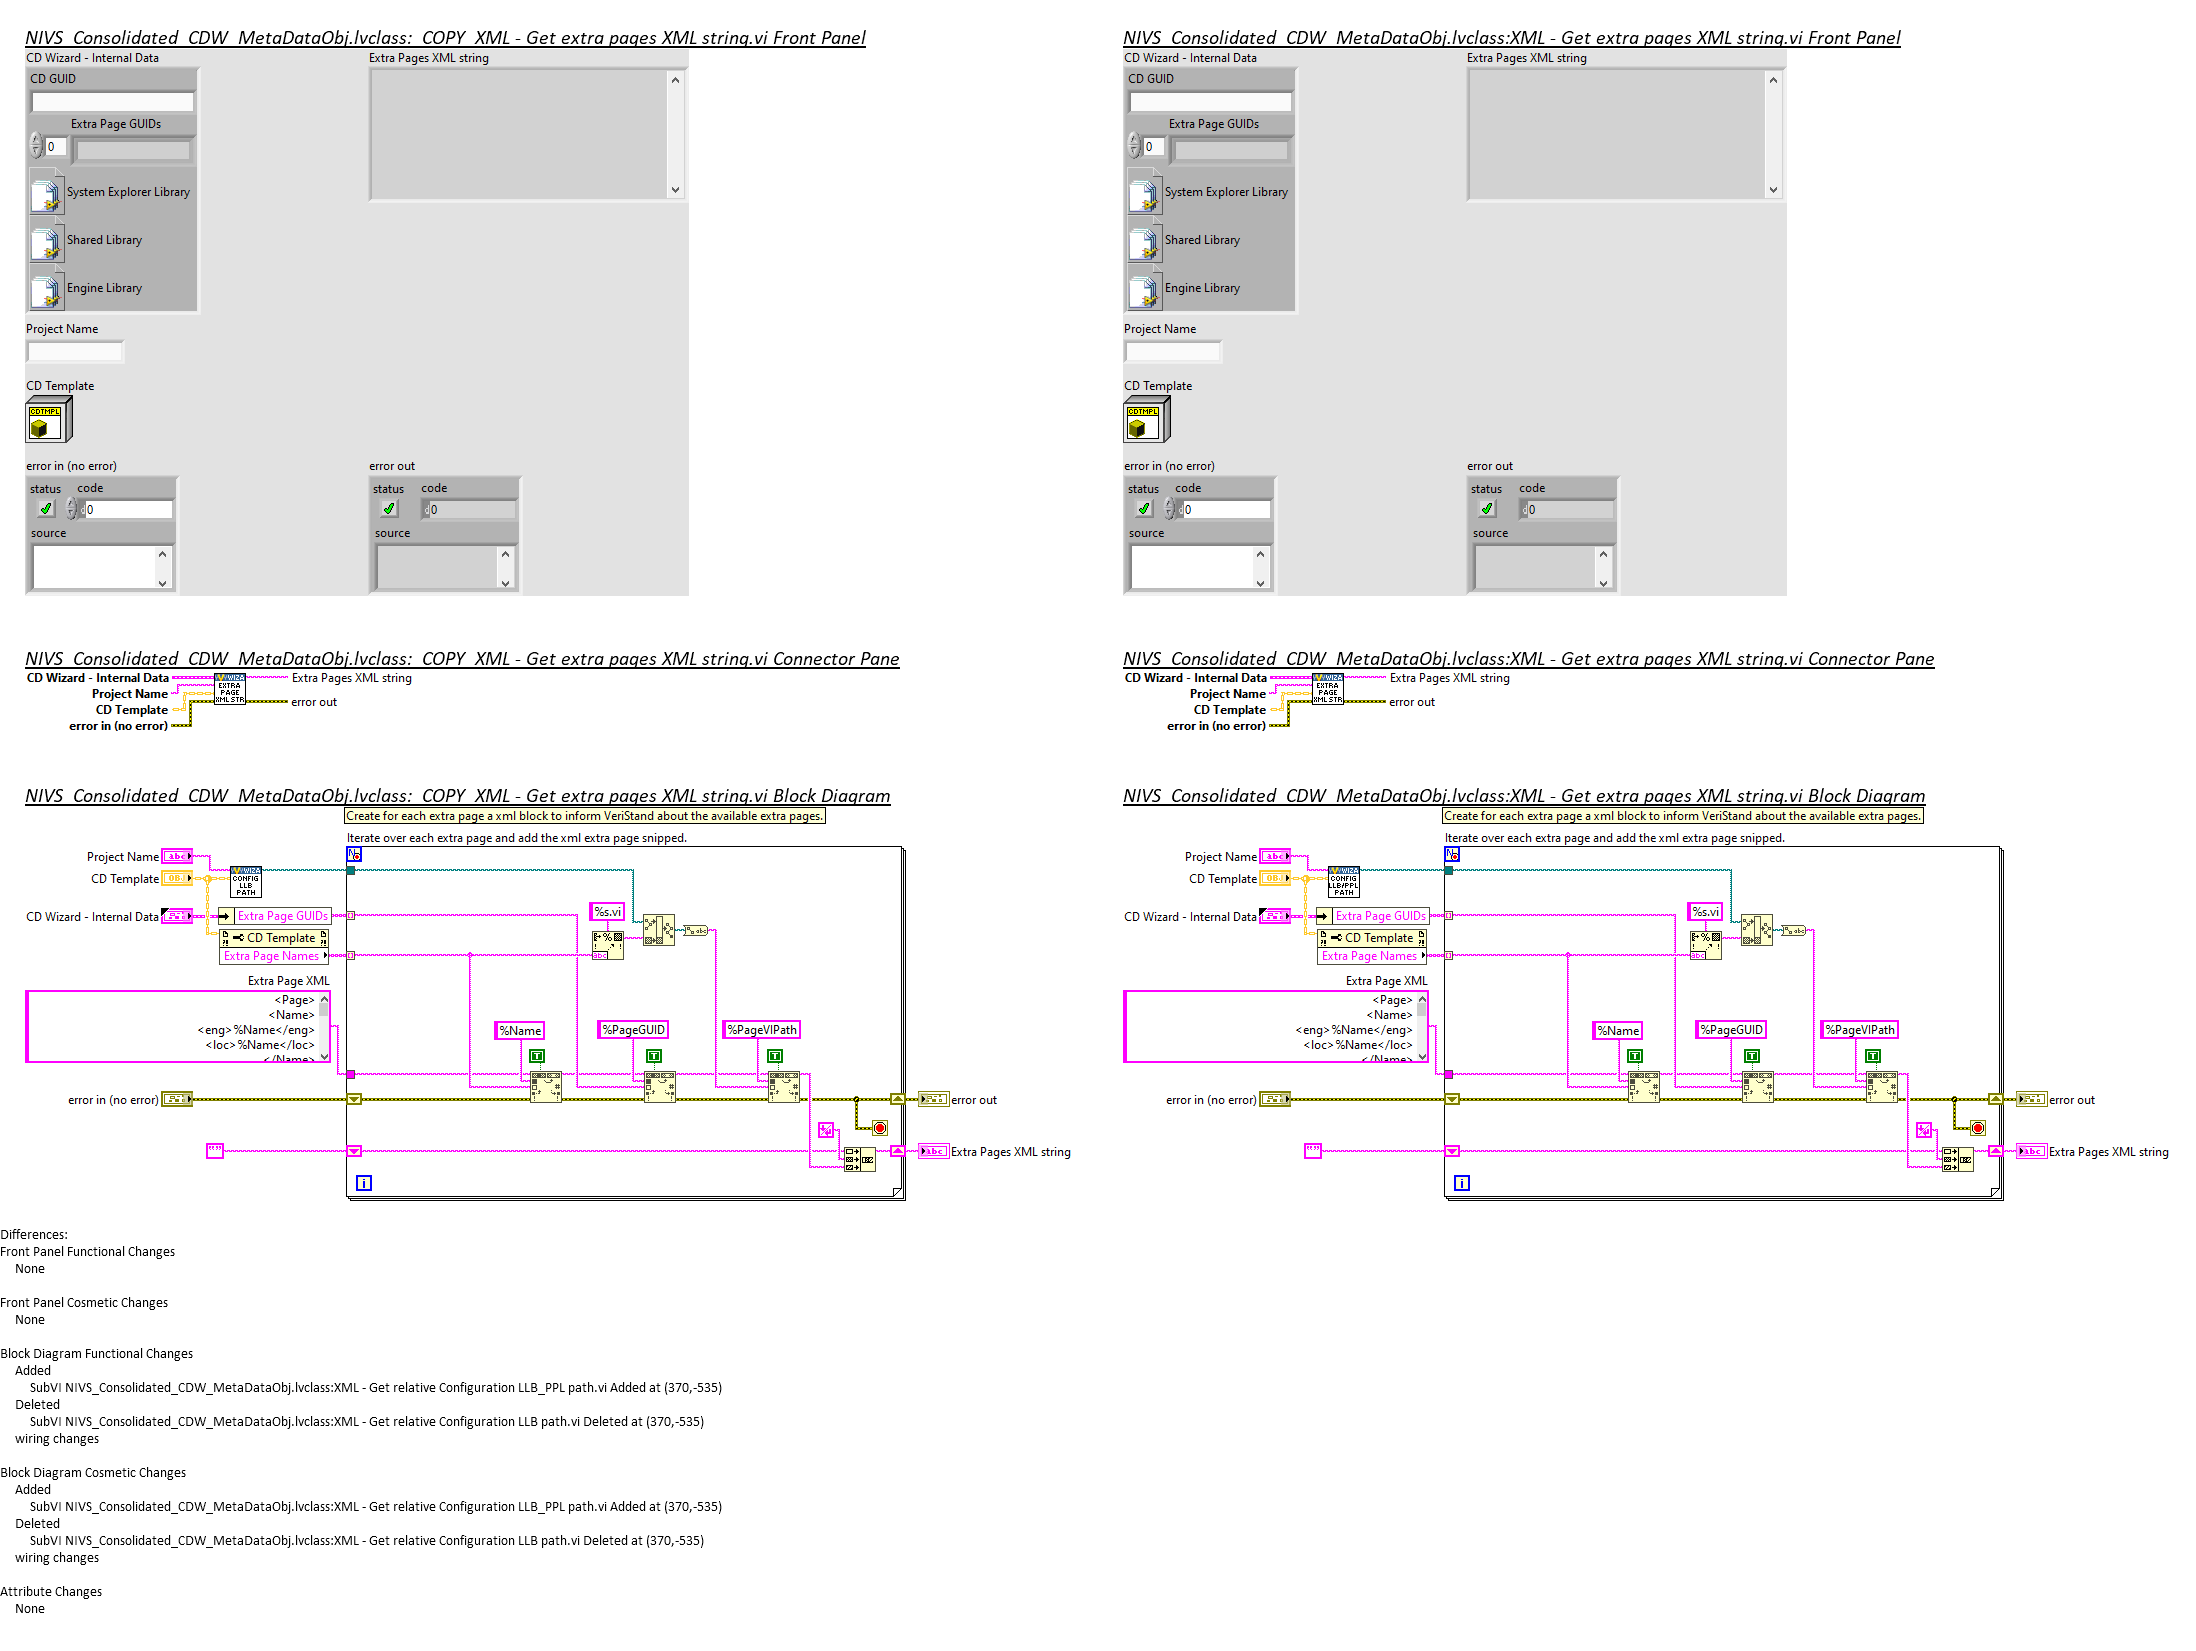 NIVS_Consolidated_CDW_MetaDataObj.lvclass:_COPY_XML - Get extra pages XML string.vi Front Panel
CD Wizard - Internal Data
Extra Pages XML string
CD GUID
Extra Page GUIDs
0
System Explorer Library
Shared Library
Engine Library
Project Name
CD Template
CDTMPL
error in (no error)
error out
status code
status code
d 0
d 0
source
source
NIVS_Consolidated_CDW_MetaDataObj.lvclass:XML - Get extra pages XML string.vi Front Panel
CD Wizard - Internal Data
Extra Pages XML string
CD GUID
Extra Page GUIDs
0
System Explorer Library
Shared Library
Engine Library
Project Name
CD Template
CDTMPL
error in (no error)
error out
status code
status code
d 0
d 0
source
source
NIVS_Consolidated_CDW_MetaDataObj.lvclass:_COPY_XML - Get extra pages XML string.vi Connector Pane
CD Wizard - Internal Data
Extra Pages XML string
Project Name
CD Template
error out
error in (no error)
WIZA
EXTRA
PAGE
XML STR
NIVS_Consolidated_CDW_MetaDataObj.lvclass:XML - Get extra pages XML string.vi Connector Pane
CD Wizard - Internal Data
Extra Pages XML string
Project Name
CD Template
error out
error in (no error)
WIZA
EXTRA
PAGE
XML STR
NIVS_Consolidated_CDW_MetaDataObj.lvclass:_COPY_XML - Get extra pages XML string.vi Block Diagram
Create for each extra page a xml block to inform VeriStand about the available extra pages.
Iterate over each extra page and add the xml extra page snipped.
N
Project Name
abc
CD Template
OBJ
WIZA
CONFIG
LLB
PATH
CD Wizard - Internal Data
Extra Page GUIDs
%s.vi
CD Template
Extra Page Names
abc
Extra Page XML
<Page>
<Name>
<eng>%Name</eng>
<loc>%Name</loc>
</Name>
%Name
%PageGUID
%PageVIPath
T
T
T
error in (no error)
error out
Extra Pages XML string
abc
i
NIVS_Consolidated_CDW_MetaDataObj.lvclass:XML - Get extra pages XML string.vi Block Diagram
Create for each extra page a xml block to inform VeriStand about the available extra pages.
Iterate over each extra page and add the xml extra page snipped.
N
Project Name
abc
CD Template
OBJ
WIZA
CONFIG
LLB/PPL
PATH
CD Wizard - Internal Data
Extra Page GUIDs
%s.vi
CD Template
Extra Page Names
abc
Extra Page XML
<Page>
<Name>
<eng>%Name</eng>
<loc>%Name</loc>
</Name>
%Name
%PageGUID
%PageVIPath
T
T
T
error in (no error)
error out
Extra Pages XML string
abc
i
Differences:
Front Panel Functional Changes
None
Front Panel Cosmetic Changes
None
Block Diagram Functional Changes
Added
SubVI NIVS_Consolidated_CDW_MetaDataObj.lvclass:XML - Get relative Configuration LLB_PPL path.vi Added at (370,-535)
Deleted
SubVI NIVS_Consolidated_CDW_MetaDataObj.lvclass:XML - Get relative Configuration LLB path.vi Deleted at (370,-535)
wiring changes
Block Diagram Cosmetic Changes
Added
SubVI NIVS_Consolidated_CDW_MetaDataObj.lvclass:XML - Get relative Configuration LLB_PPL path.vi Added at (370,-535)
Deleted
SubVI NIVS_Consolidated_CDW_MetaDataObj.lvclass:XML - Get relative Configuration LLB path.vi Deleted at (370,-535)
wiring changes
Attribute Changes
None